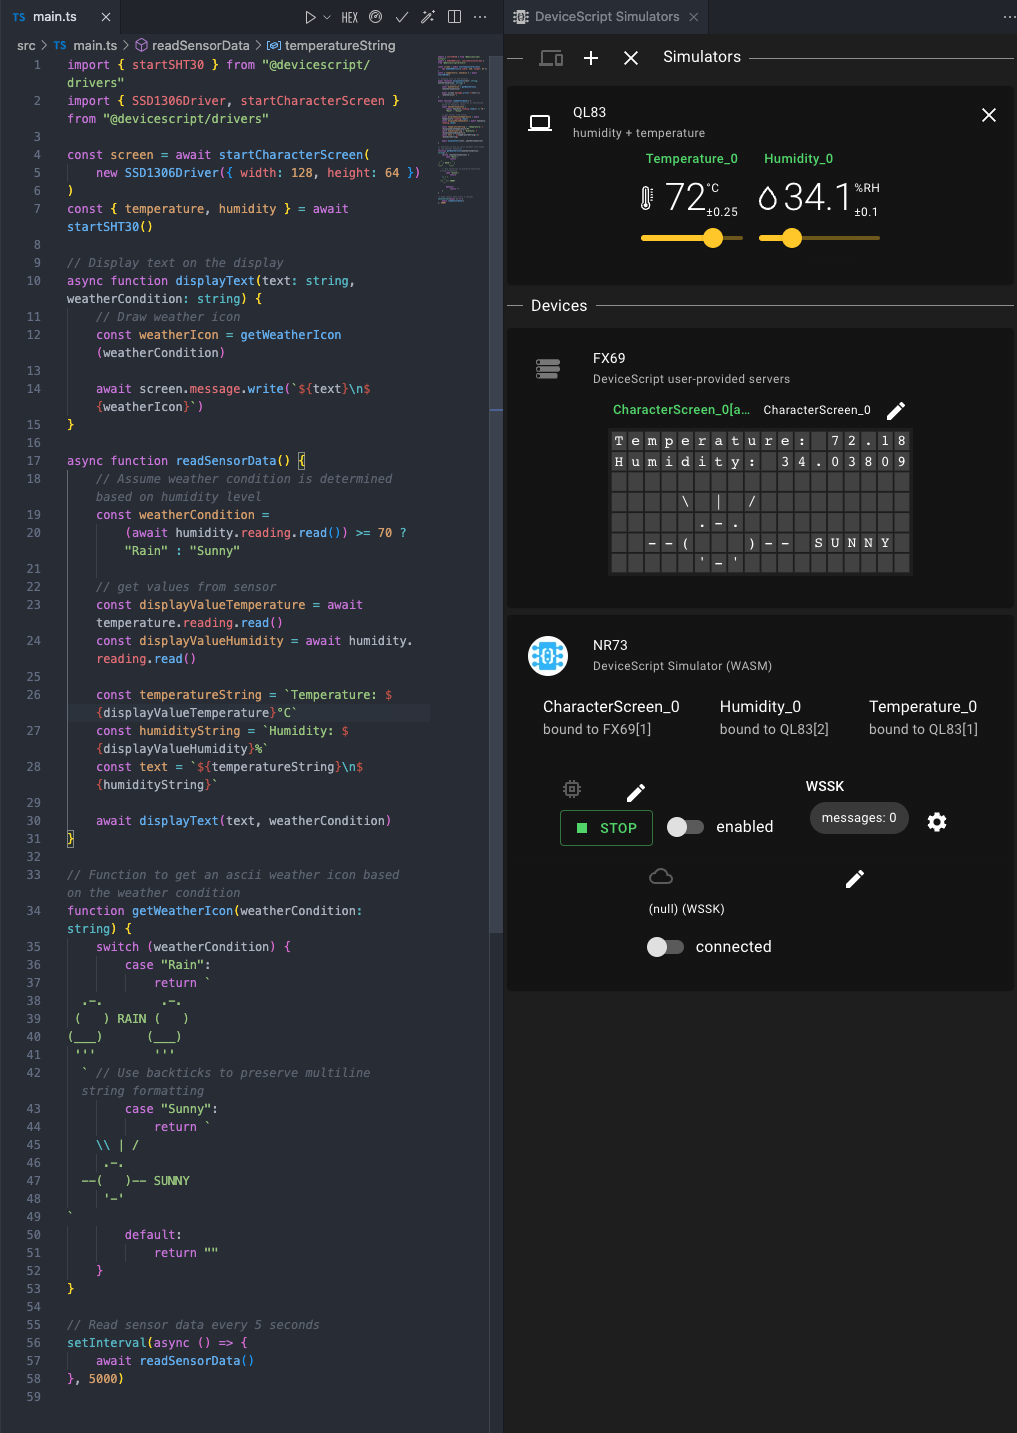 TS main.ts
HEX
src > TS main.ts > readSensorData > temperatureString
1 import { startSHT30 } from "@devicescript/
drivers"
2 import { SSD1306Driver, startCharacterScreen }
from "@devicescript/drivers"
3
4 const screen = await startCharacterScreen(
5     new SSD1306Driver({ width: 128, height: 64 })
6 )
7 const { temperature, humidity } = await
startSHT30()
8
9 // Display text on the display
10 async function displayText(text: string,
weatherCondition: string) {
11     // Draw weather icon
12     const weatherIcon = getWeatherIcon
(weatherCondition)
13
14     await screen.message.write(`${text}\n$
{weatherIcon}`)
15 }
16
17 async function readSensorData() {
18     // Assume weather condition is determined
based on humidity level
19     const weatherCondition =
20         (await humidity.reading.read()) >= 70 ?
"Rain" : "Sunny"
21
22     // get values from sensor
23     const displayValueTemperature = await
temperature.reading.read()
24     const displayValueHumidity = await humidity.
reading.read()
25
26     const temperatureString = `Temperature: $
{displayValueTemperature}°C`
27     const humidityString = `Humidity: $
{displayValueHumidity}%`
28     const text = `${temperatureString}\n$
{humidityString}`
29
30     await displayText(text, weatherCondition)
31 }
32
33 // Function to get an ascii weather icon based
on the weather condition
34 function getWeatherIcon(weatherCondition:
string) {
35     switch (weatherCondition) {
36         case "Rain":
37             return `
38   .-.        .-.
39  (   ) RAIN (   )
40 (___)      (___)
41  '''        '''
42   ` // Use backticks to preserve multiline
string formatting
43         case "Sunny":
44             return `
45     \\ | /
46      .-.
47   --(   )-- SUNNY
48      '-'
49 `
50         default:
51             return ""
52     }
53 }
54
55 // Read sensor data every 5 seconds
56 setInterval(async () => {
57     await readSensorData()
58 }, 5000)
59
DeviceScript Simulators
Simulators
QL83
humidity + temperature
Temperature_0 Humidity_0
72 °C ±0.25 34.1 %RH ±0.1
Devices
FX69
DeviceScript user-provided servers
CharacterScreen_0[a... CharacterScreen_0
Temperature: 72.18
Humidity: 34.03809
\ | /
.-.
--(   )-- SUNNY
'-'
NR73
DeviceScript Simulator (WASM)
CharacterScreen_0 Humidity_0 Temperature_0
bound to FX69[1] bound to QL83[2] bound to QL83[1]
WSSK
STOP enabled messages: 0
(null) (WSSK)
connected